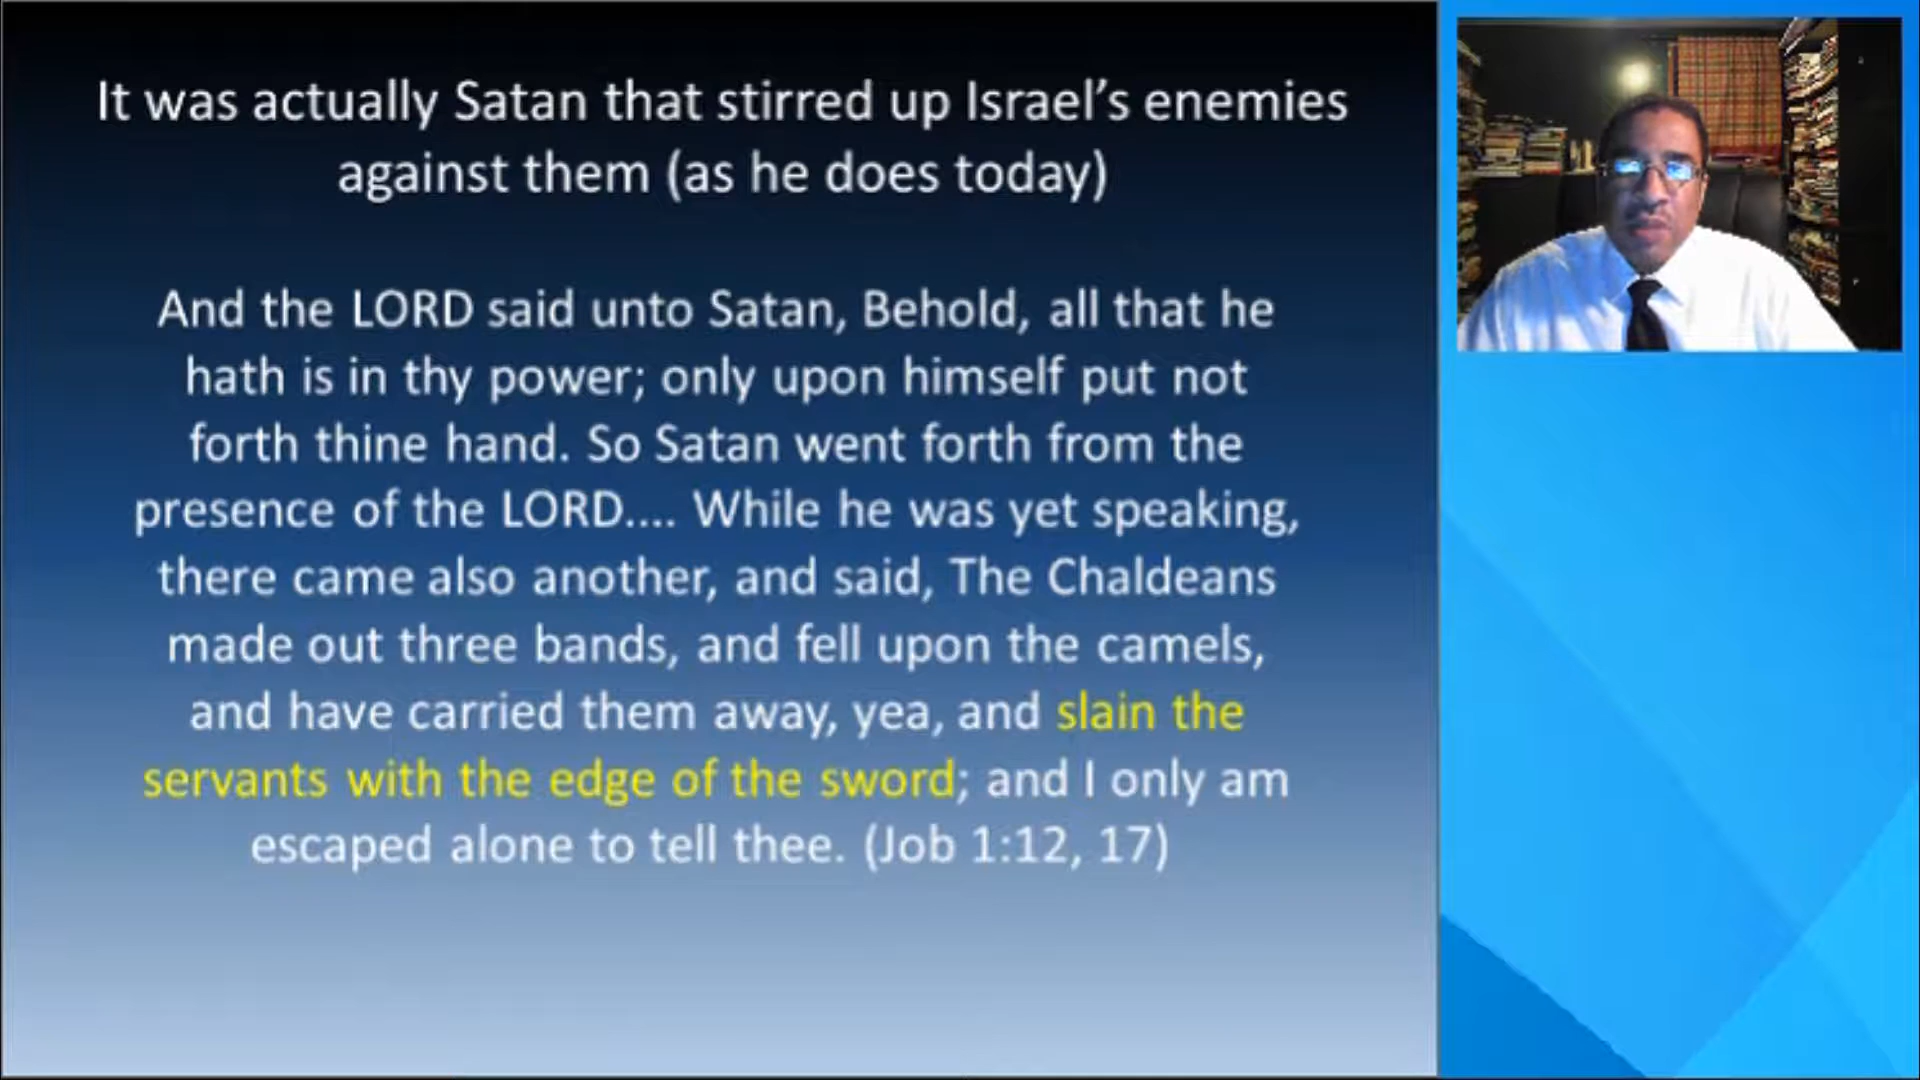 It was actually Satan that stirred up Israel’s enemies
against them (as he does today)
And the LORD said unto Satan, Behold, all that he
hath is in thy power; only upon himself put not
forth thine hand. So Satan went forth from the
presence of the LORD.... While he was yet speaking,
there came also another, and said, The Chaldeans
made out three bands, and fell upon the camels,
and have carried them away, yea, and slain the
servants with the edge of the sword; and I only am
escaped alone to tell thee. (Job 1:12, 17)